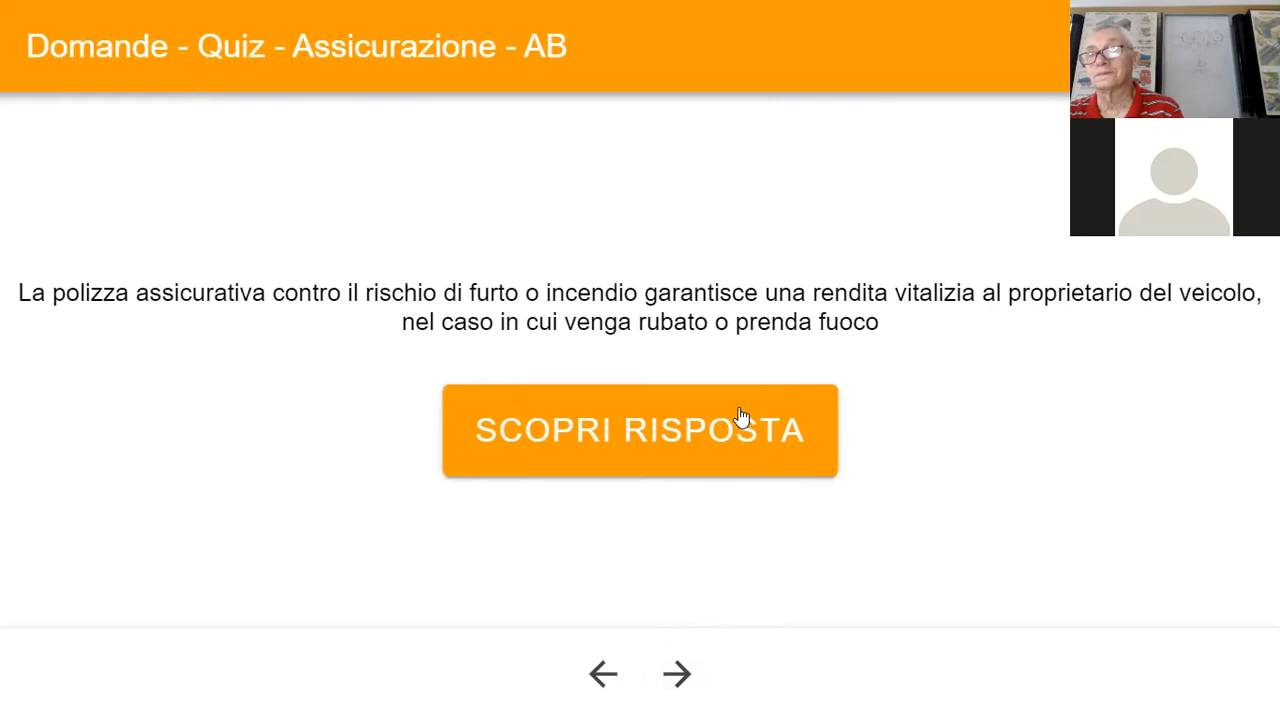 Domande - Quiz - Assicurazione - AB
La polizza assicurativa contro il rischio di furto o incendio garantisce una rendita vitalizia al proprietario del veicolo,
nel caso in cui venga rubato o prenda fuoco
SCOPRI RISPOSTA